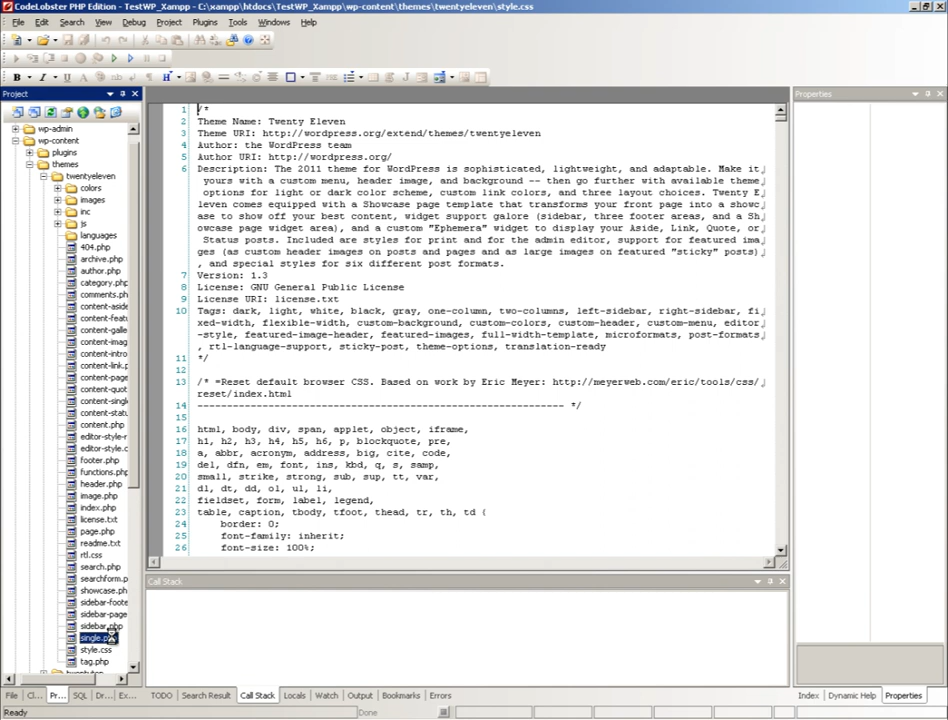 CodeLobster PHP Edition - TestWP_Xampp - C:\xampp\htdocs\TestWP_Xampp\wp-content\themes\twentyeleven\style.css
File Edit Search View Debug Project Plugins Tools Windows Help
Project
wp-admin
wp-content
plugins
themes
twentyeleven
colors
images
inc
js
languages
404.php
archive.php
author.php
category.php
comments.ph
content-aside
content-featu
content-galle
content-imag
content-intro
content-link.p
content-page
content-quot
content-singl
content-statu
content.php
editor-style-r
editor-style.c
footer.php
functions.php
header.php
image.php
index.php
license.txt
page.php
readme.txt
rtl.css
search.php
searchform.p
showcase.ph
sidebar-foote
sidebar-page
sidebar.php
single.p
style.css
tag.php
1 /*
2 Theme Name: Twenty Eleven
3 Theme URI: http://wordpress.org/extend/themes/twentyeleven
4 Author: the WordPress team
5 Author URI: http://wordpress.org/
6 Description: The 2011 theme for WordPress is sophisticated, lightweight, and adaptable. Make it
yours with a custom menu, header image, and background -- then go further with available theme
options for light or dark color scheme, custom link colors, and three layout choices. Twenty E
leven comes equipped with a Showcase page template that transforms your front page into a showc
ase to show off your best content, widget support galore (sidebar, three footer areas, and a Sh
owcase page widget area), and a custom "Ephemera" widget to display your Aside, Link, Quote, or
Status posts. Included are styles for print and for the admin editor, support for featured ima
ges (as custom header images on posts and pages and as large images on featured "sticky" posts)
, and special styles for six different post formats.
7 Version: 1.3
8 License: GNU General Public License
9 License URI: license.txt
10 Tags: dark, light, white, black, gray, one-column, two-columns, left-sidebar, right-sidebar, fi
xed-width, flexible-width, custom-background, custom-colors, custom-header, custom-menu, editor
-style, featured-image-header, featured-images, full-width-template, microformats, post-formats
, rtl-language-support, sticky-post, theme-options, translation-ready
11 */
12
13 /* =Reset default browser CSS. Based on work by Eric Meyer: http://meyerweb.com/eric/tools/css/
reset/index.html
14 -------------------------------------------------------------- */
15
16 html, body, div, span, applet, object, iframe,
17 h1, h2, h3, h4, h5, h6, p, blockquote, pre,
18 a, abbr, acronym, address, big, cite, code,
19 del, dfn, em, font, ins, kbd, q, s, samp,
20 small, strike, strong, sub, sup, tt, var,
21 dl, dt, dd, ol, ul, li,
22 fieldset, form, label, legend,
23 table, caption, tbody, tfoot, thead, tr, th, td {
24 border: 0;
25 font-family: inherit;
26 font-size: 100%;
Properties
Call Stack
File Cl... Pr... SQL Dr... Ex...
TODO Search Result Call Stack Locals Watch Output Bookmarks Errors
Index Dynamic Help Properties
Ready
Done